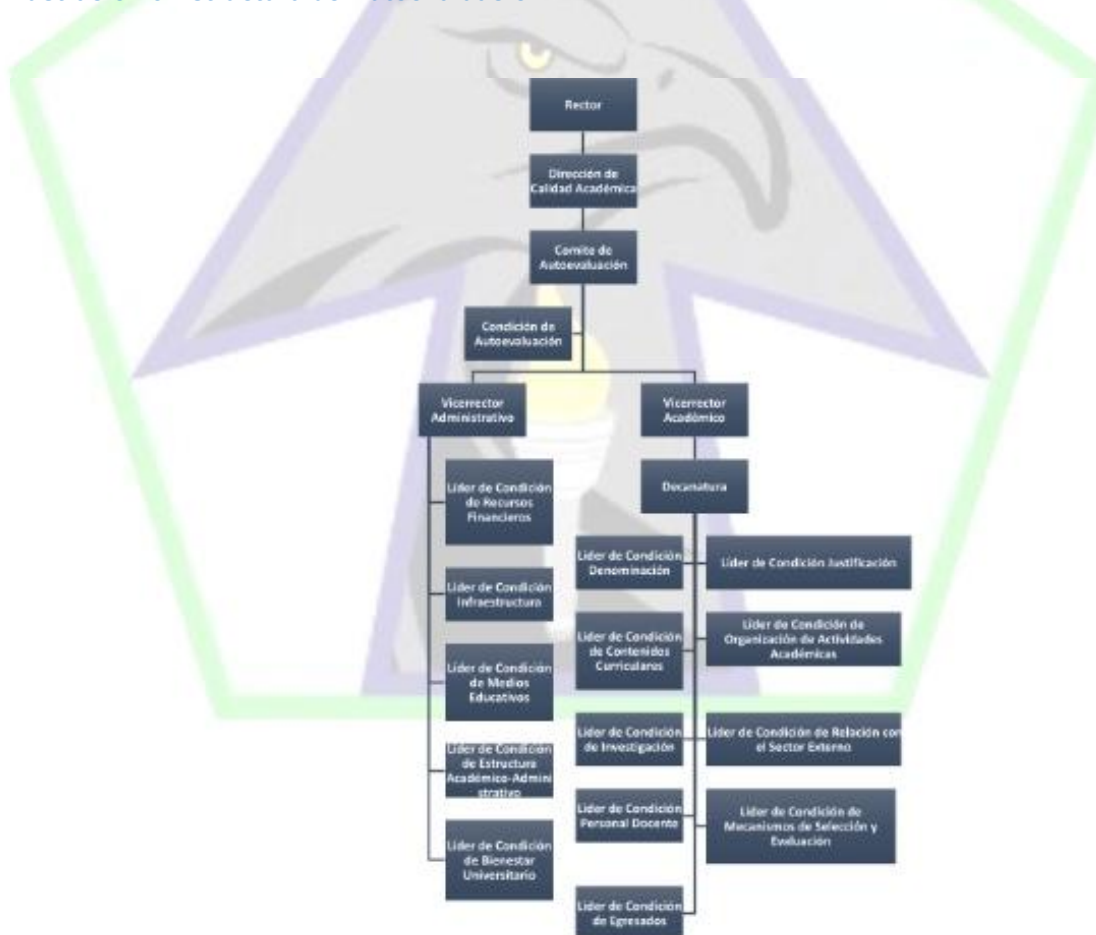 Rector
Dirección de
Calidad Académica
Comite de
Autoevaluación
Condición de
Autoevaluación
Vicerrector
Administrativo
Vicerrector
Académico
Líder de Condición
de Recursos
Financieros
Decanatura
Líder de Condición
Denominación
Líder de Condición Justificación
Líder de Condición
Infraestructura
Líder de Condición
de Contenidos
Curriculares
Líder de Condición de
Organización de Actividades
Académicas
Líder de Condición
de Medios
Educativos
Líder de Condición
de Investigación
Líder de Condición de Relación con
el Sector Externo
Líder de Condición
de Estructura
Académico-Admini
strativo
Líder de Condición
Personal Docente
Líder de Condición de
Mecanismos de Selección y
Evaluación
Líder de Condición
de Bienestar
Universitario
Líder de Condición
de Egresados